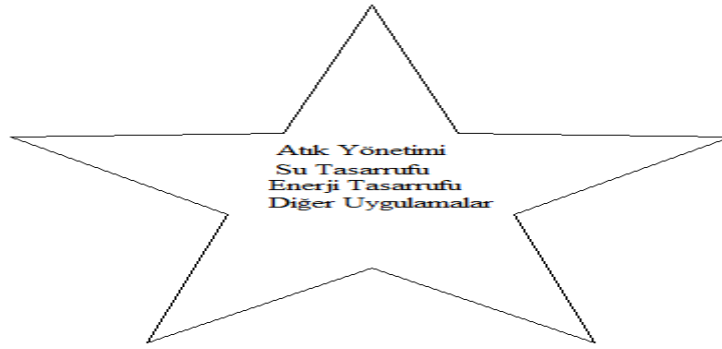 Atık Yönetimi
Su Tasarrufu
Enerji Tasarrufu
Diğer Uygulamalar